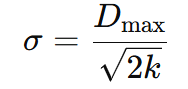 σ = D_max / √(2k)